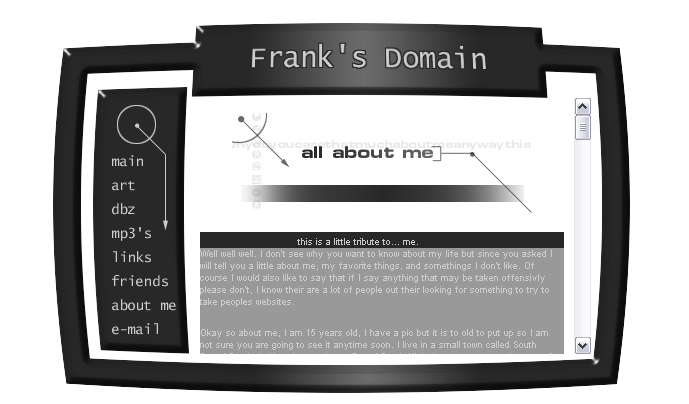 Frank's Domain
main
art
dbz
mp3's
links
friends
about me
e-mail
all about me
this is a little tribute to... me.
Well well well. I don't see why you want to know about my life but since you asked I
will tell you a little about me, my favorite things, and somethings I don't like. Of
course I would also like to say that if I say anything that may be taken offensivly
please don't, I know their are a lot of people out their looking for something to try to
take peoples websites.
Okay so about me, I am 15 years old, I have a pic but it is to old to put up so I am
not sure you are going to see it anytime soon. I live in a small town called South